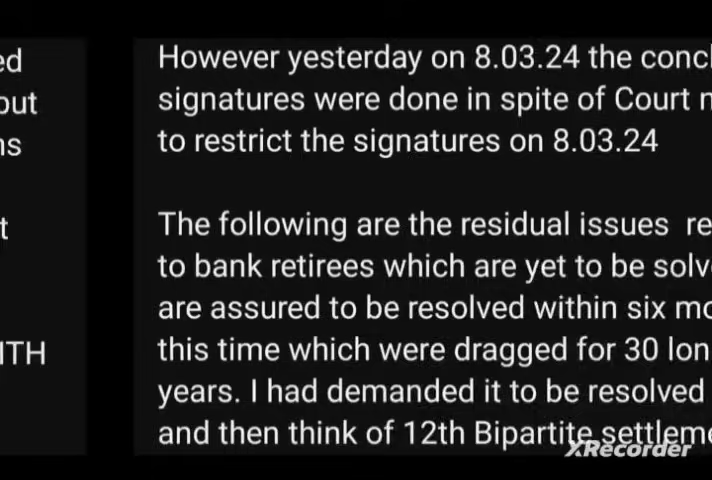 ed
out
ns
t
ITH
However yesterday on 8.03.24 the concl
signatures were done in spite of Court n
to restrict the signatures on 8.03.24
The following are the residual issues re
to bank retirees which are yet to be solv
are assured to be resolved within six mo
this time which were dragged for 30 lon
years. I had demanded it to be resolved
and then think of 12th Bipartite settleme
XRecorder